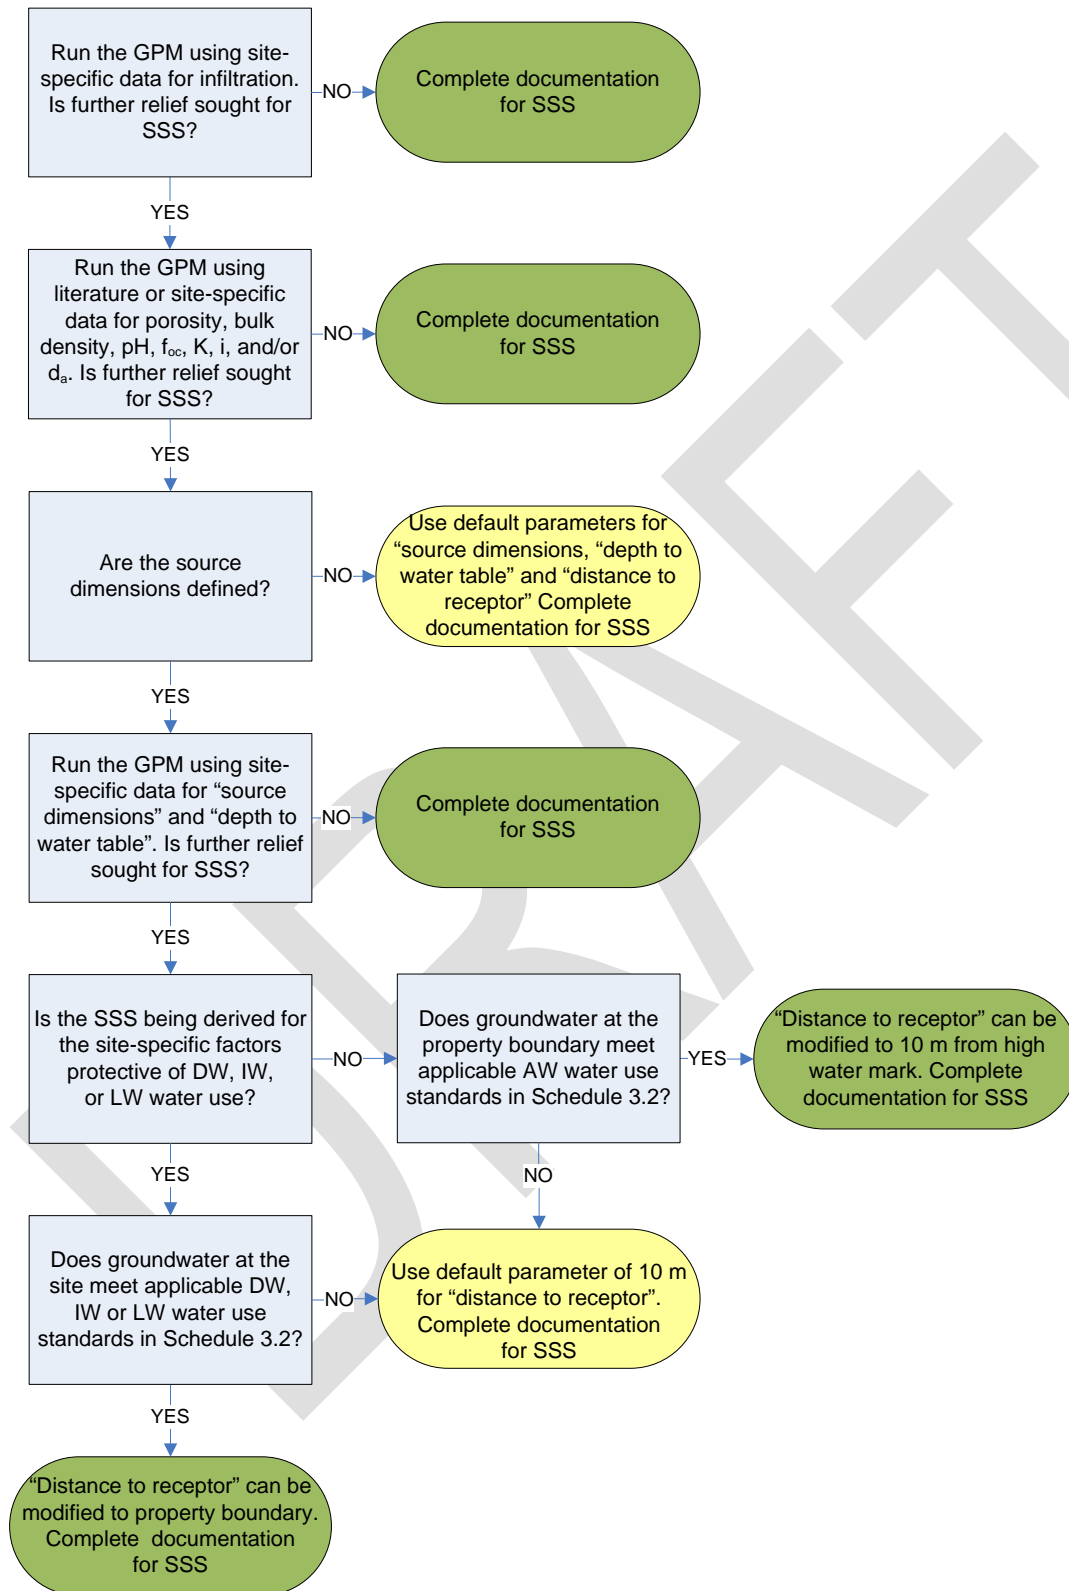 Run the GPM using site-
specific data for infiltration.
Is further relief sought for
SSS?
NO
Complete documentation
for SSS
YES
Run the GPM using
literature or site-specific
data for porosity, bulk
density, pH, foc, K, i, and/or
da. Is further relief sought
for SSS?
NO
Complete documentation
for SSS
YES
Are the source
dimensions defined?
NO
Use default parameters for
“source dimensions, “depth to
water table” and “distance to
receptor” Complete
documentation for SSS
YES
Run the GPM using site-
specific data for “source
dimensions” and “depth to
water table”. Is further relief
sought for SSS?
NO
Complete documentation
for SSS
YES
Is the SSS being derived for
the site-specific factors
protective of DW, IW,
or LW water use?
NO
Does groundwater at the
property boundary meet
applicable AW water use
standards in Schedule 3.2?
YES
“Distance to receptor” can be
modified to 10 m from high
water mark. Complete
documentation for SSS
YES
NO
Does groundwater at the
site meet applicable DW,
IW or LW water use
standards in Schedule 3.2?
NO
Use default parameter of 10 m
for “distance to receptor”.
Complete documentation
for SSS
YES
“Distance to receptor” can be
modified to property boundary.
Complete documentation
for SSS
DRAFT